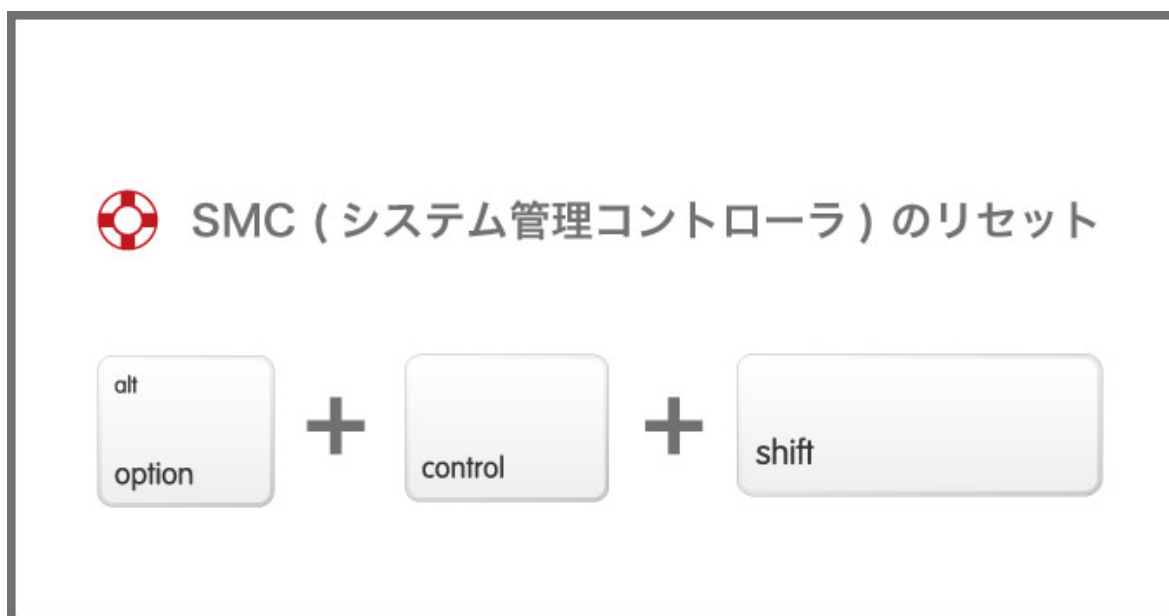 SMC ( システム管理コントローラ ) のリセット
alt
option
+
control
+
shift